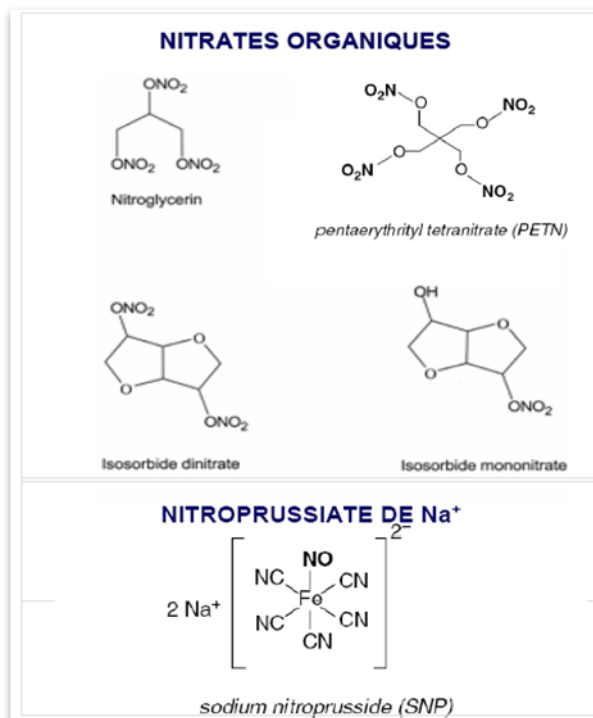 NITRATES ORGANIQUES
ONO₂
ONO₂ ONO₂
Nitroglycerin
O₂N O NO₂
O
O
O₂N O
NO₂
pentaerythrityl tetranitrate (PETN)
ONO₂
O
O
ONO₂
Isosorbide dinitrate
OH
O
O
ONO₂
Isosorbide mononitrate
NITROPRUSSIATE DE Na⁺
2−
NO
NC CN
Fe
2 Na⁺
NC CN
CN
sodium nitroprusside (SNP)